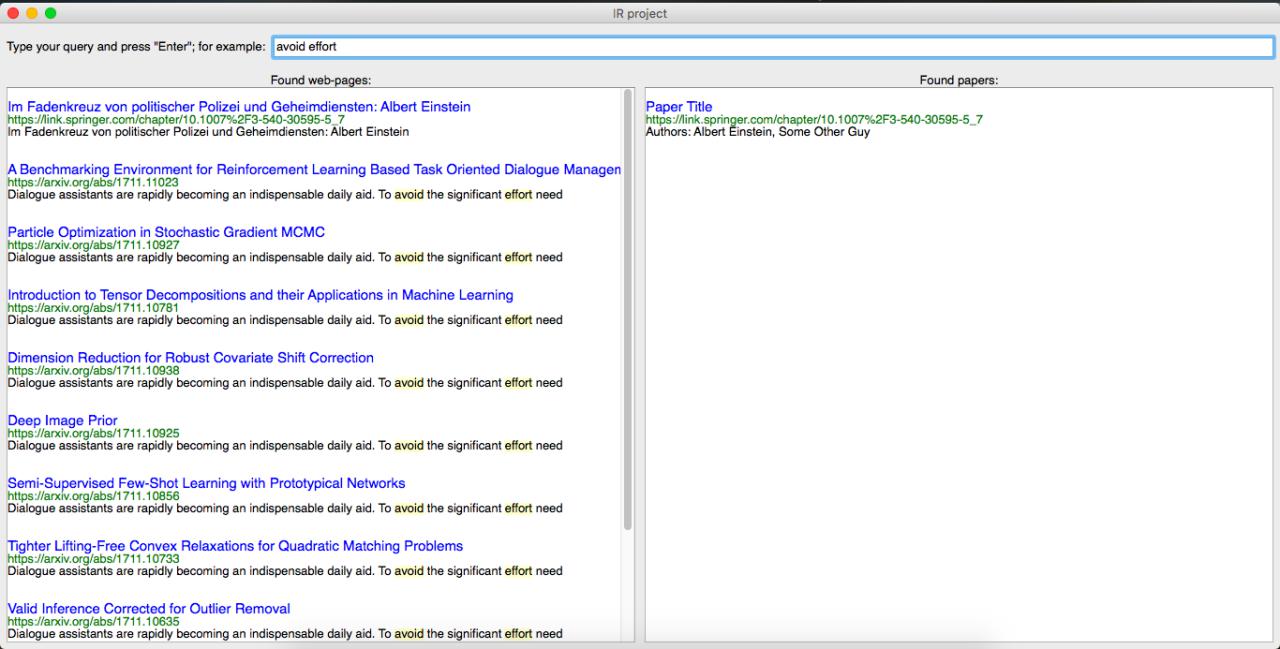 IR project
Type your query and press "Enter"; for example: avoid effort
Found web-pages:
Im Fadenkreuz von politischer Polizei und Geheimdiensten: Albert Einstein
https://link.springer.com/chapter/10.1007%2F3-540-30595-5_7
Im Fadenkreuz von politischer Polizei und Geheimdiensten: Albert Einstein
A Benchmarking Environment for Reinforcement Learning Based Task Oriented Dialogue Managen
https://arxiv.org/abs/1711.11023
Dialogue assistants are rapidly becoming an indispensable daily aid. To avoid the significant effort need
Particle Optimization in Stochastic Gradient MCMC
https://arxiv.org/abs/1711.10927
Dialogue assistants are rapidly becoming an indispensable daily aid. To avoid the significant effort need
Introduction to Tensor Decompositions and their Applications in Machine Learning
https://arxiv.org/abs/1711.10781
Dialogue assistants are rapidly becoming an indispensable daily aid. To avoid the significant effort need
Dimension Reduction for Robust Covariate Shift Correction
https://arxiv.org/abs/1711.10938
Dialogue assistants are rapidly becoming an indispensable daily aid. To avoid the significant effort need
Deep Image Prior
https://arxiv.org/abs/1711.10925
Dialogue assistants are rapidly becoming an indispensable daily aid. To avoid the significant effort need
Semi-Supervised Few-Shot Learning with Prototypical Networks
https://arxiv.org/abs/1711.10856
Dialogue assistants are rapidly becoming an indispensable daily aid. To avoid the significant effort need
Tighter Lifting-Free Convex Relaxations for Quadratic Matching Problems
https://arxiv.org/abs/1711.10733
Dialogue assistants are rapidly becoming an indispensable daily aid. To avoid the significant effort need
Valid Inference Corrected for Outlier Removal
https://arxiv.org/abs/1711.10635
Dialogue assistants are rapidly becoming an indispensable daily aid. To avoid the significant effort need
Found papers:
Paper Title
https://link.springer.com/chapter/10.1007%2F3-540-30595-5_7
Authors: Albert Einstein, Some Other Guy